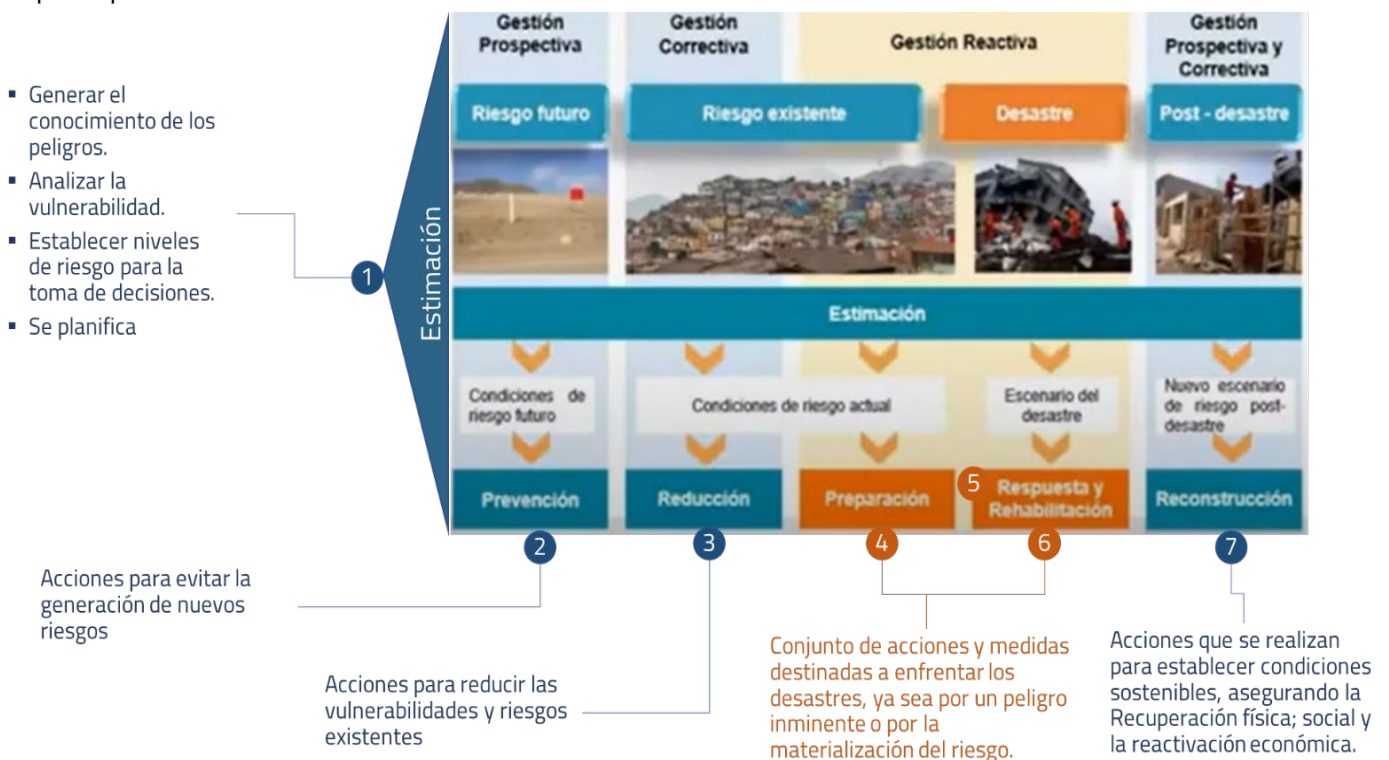 Gestión
Prospectiva
Gestión
Correctiva
Gestión Reactiva
Gestión
Prospectiva y
Correctiva
Riesgo futuro
Riesgo existente
Desastre
Post - desastre
▪ Generar el
conocimiento de los
peligros.
▪ Analizar la
vulnerabilidad.
▪ Establecer niveles
de riesgo para la
toma de decisiones.
▪ Se planifica
1
Estimación
Estimación
Condiciones de
riesgo futuro
Condiciones de riesgo actual
Escenario del
desastre
Nuevo escenario
de riesgo post-
desastre
Prevención
Reducción
Preparación
5
Respuesta y
Rehabilitación
Reconstrucción
2
3
4
6
7
Acciones para evitar la
generación de nuevos
riesgos
Acciones para reducir las
vulnerabilidades y riesgos
existentes
Conjunto de acciones y medidas
destinadas a enfrentar los
desastres, ya sea por un peligro
inminente o por la
materialización del riesgo.
Acciones que se realizan
para establecer condiciones
sostenibles, asegurando la
Recuperación física; social y
la reactivación económica.